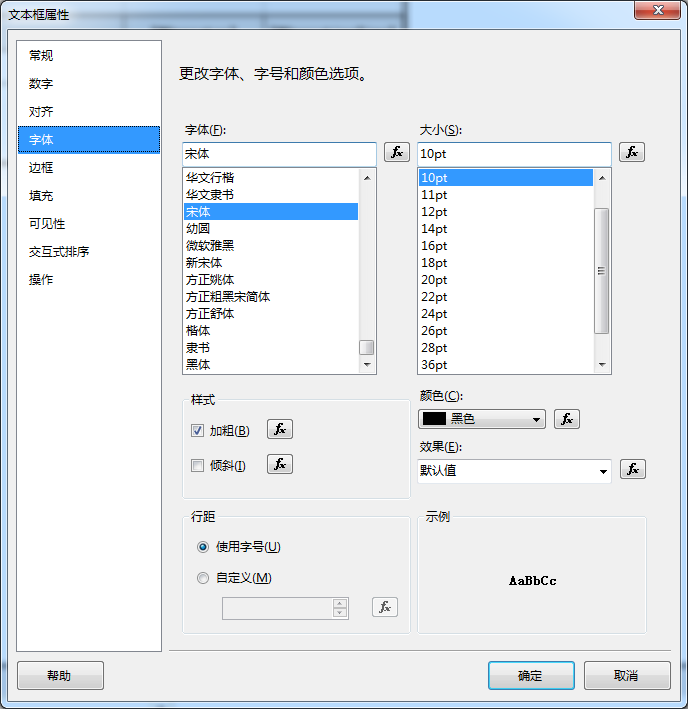 文本框属性
常规
数字
对齐
字体
边框
填充
可见性
交互式排序
操作
更改字体、字号和颜色选项。
字体(F):
宋体
fx
华文行楷
华文隶书
宋体
幼圆
微软雅黑
新宋体
方正姚体
方正粗黑宋简体
方正舒体
楷体
隶书
黑体
大小(S):
10pt
fx
10pt
11pt
12pt
14pt
16pt
18pt
20pt
22pt
24pt
26pt
28pt
36pt
样式
加粗(B)
fx
倾斜(I)
fx
颜色(C):
黑色
fx
效果(E):
默认值
fx
行距
使用字号(U)
自定义(M)
fx
示例
AaBbCc
帮助
确定
取消